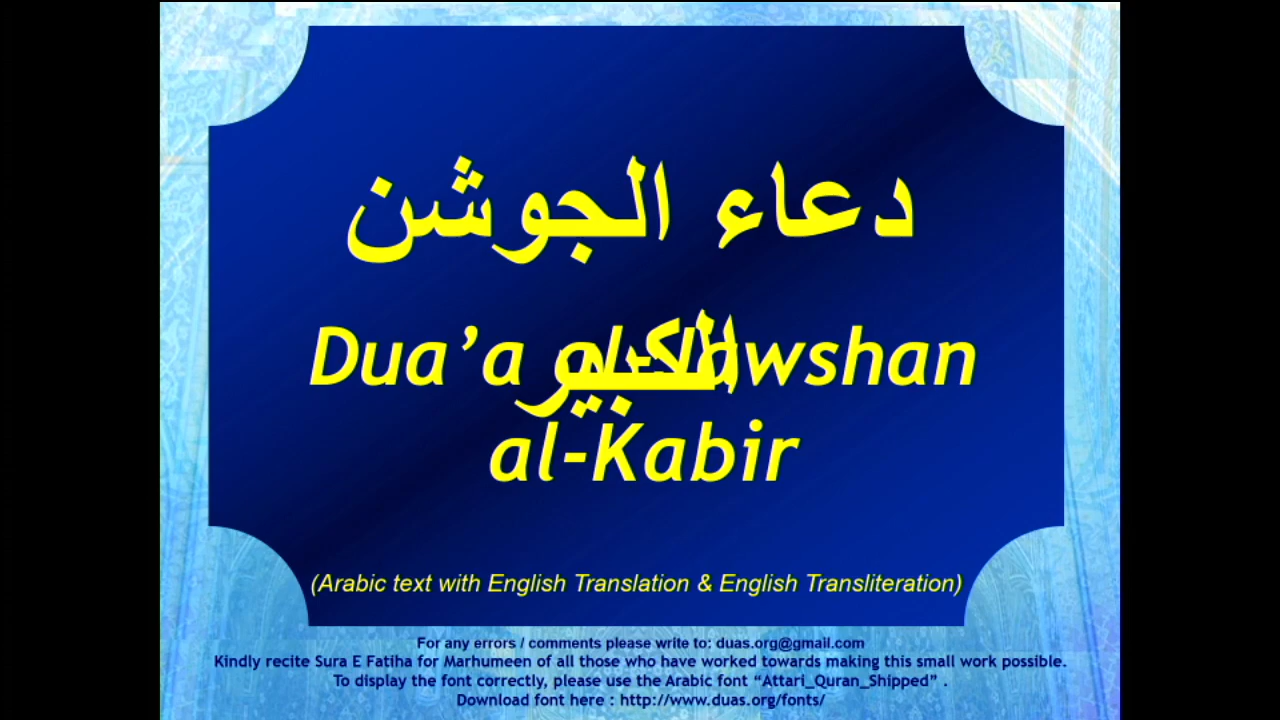 دعاء الجوشن
الكبير
Dua’a al-Jawshan
al-Kabir
(Arabic text with English Translation & English Transliteration)
For any errors / comments please write to: duas.org@gmail.com
Kindly recite Sura E Fatiha for Marhumeen of all those who have worked towards making this small work possible.
To display the font correctly, please use the Arabic font “Attari_Quran_Shipped” .
Download font here : http://www.duas.org/fonts/